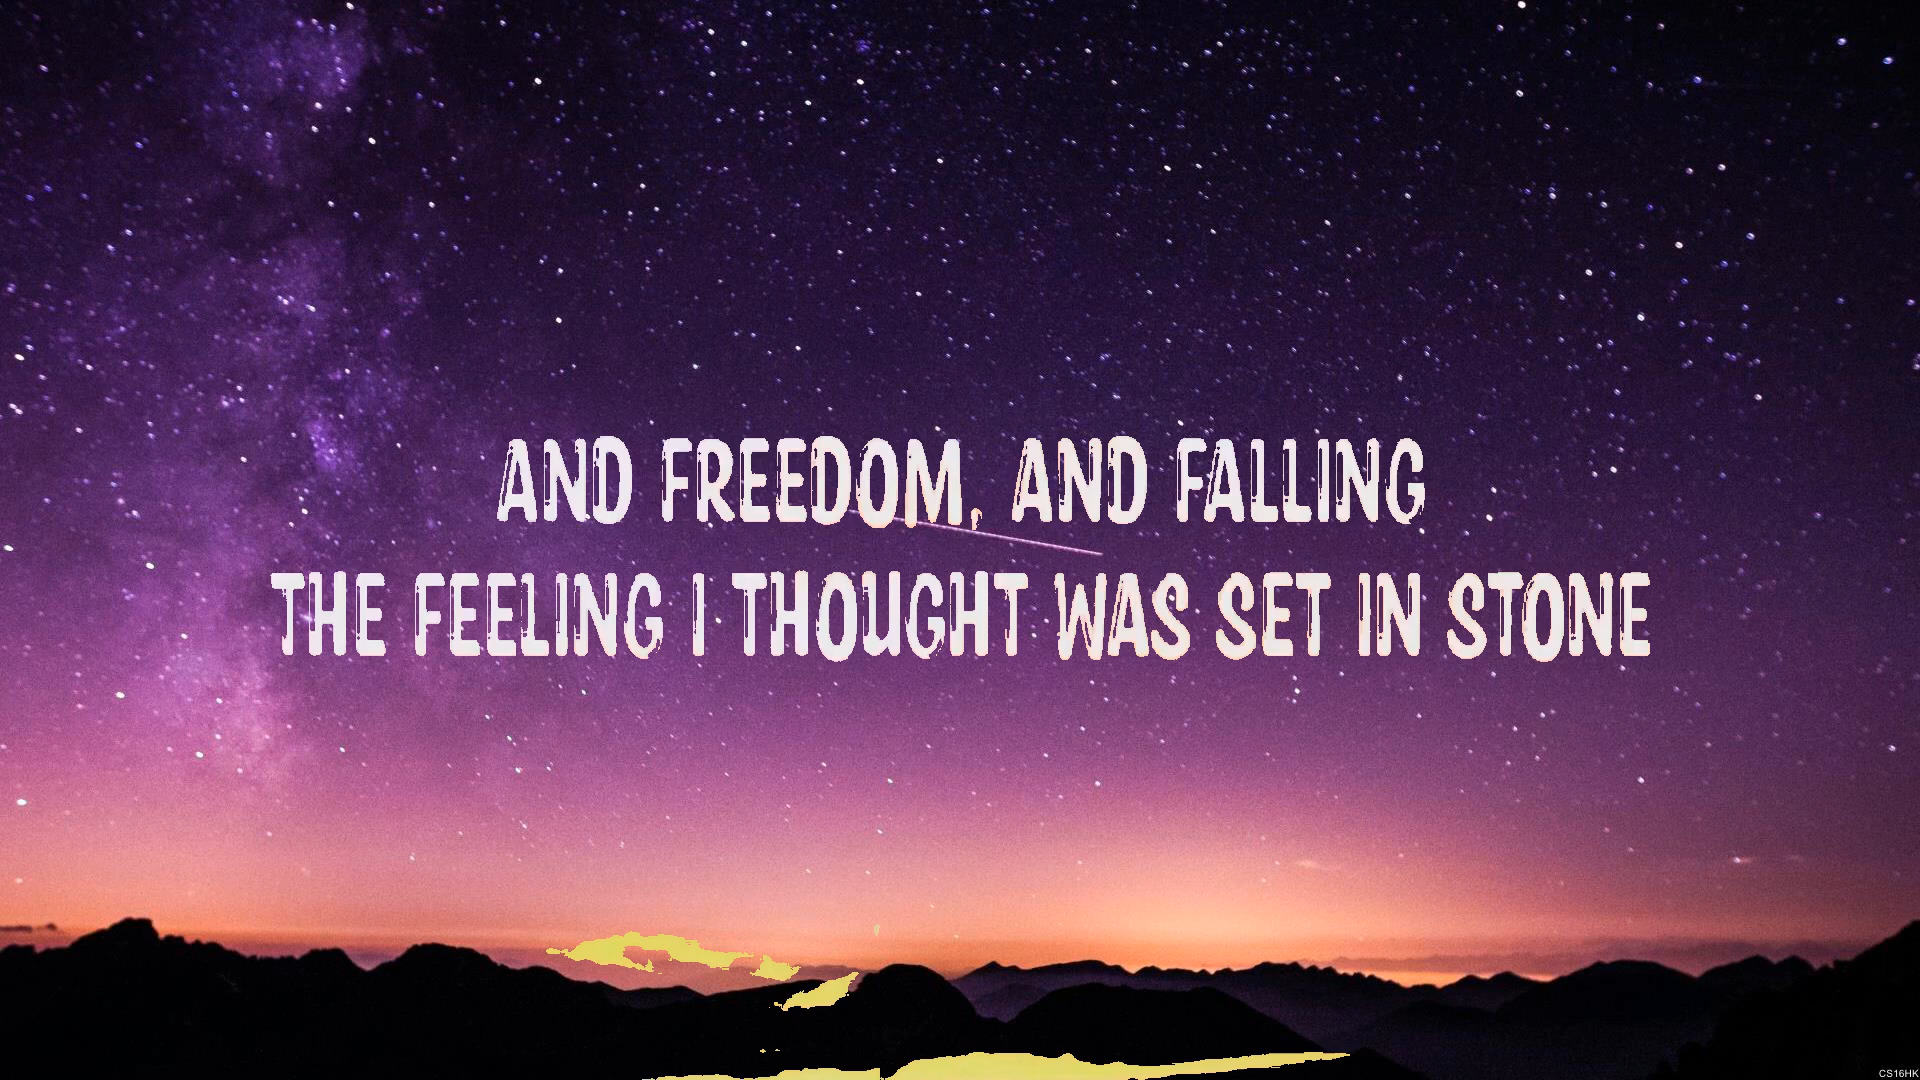 AND FREEDOM, AND FALLING
THE FEELING I THOUGHT WAS SET IN STONE
CS16HK